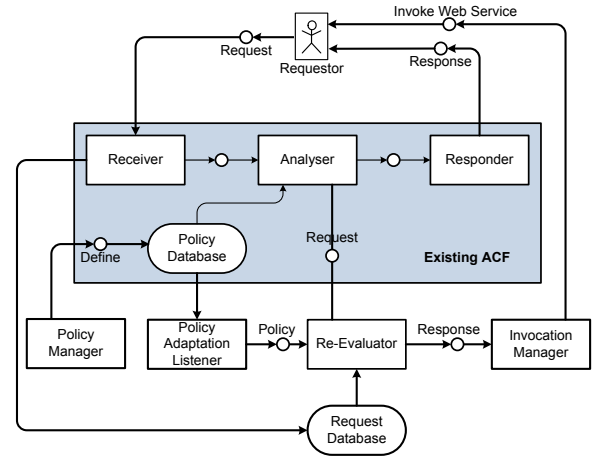 Invoke Web Service
Request
Requestor
Response
Receiver
Analyser
Responder
Policy
Database
Request
Define
Existing ACF
Policy
Manager
Policy
Adaptation
Listener
Policy
Re-Evaluator
Response
Invocation
Manager
Request
Database